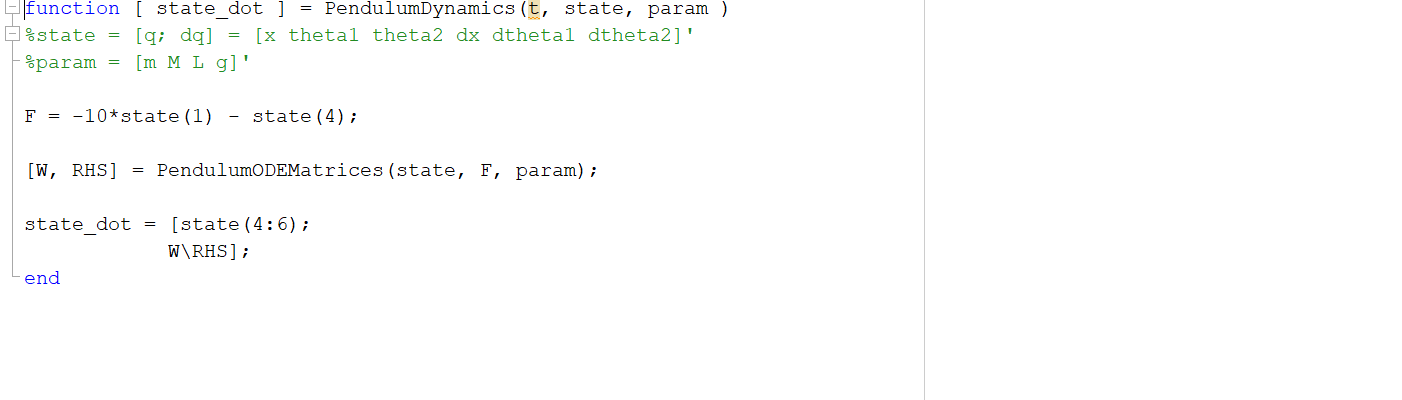 function [ state_dot ] = PendulumDynamics(t, state, param )
%state = [q; dq] = [x theta1 theta2 dx dtheta1 dtheta2]'
%param = [m M L g]'
F = -10*state(1) - state(4);
[W, RHS] = PendulumODEMatrices(state, F, param);
state_dot = [state(4:6);
W\RHS];
end